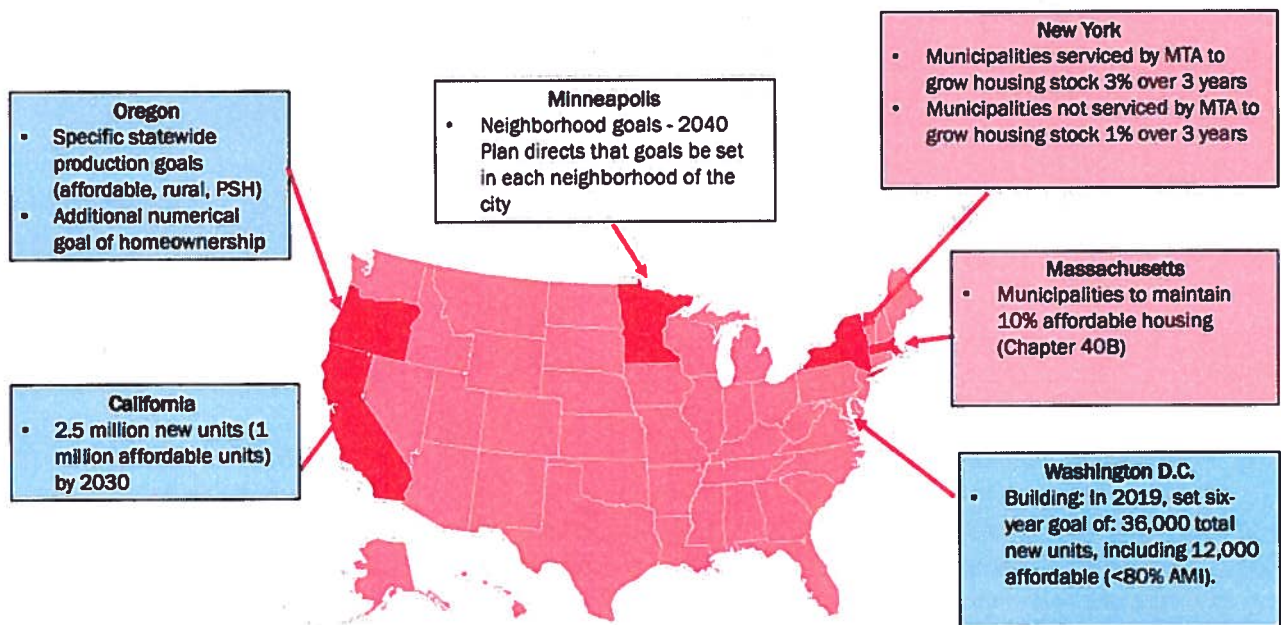 Oregon
• Specific statewide
production goals
(affordable, rural, PSH)
• Additional numerical
goal of homeownership
Minneapolis
• Neighborhood goals - 2040
Plan directs that goals be set
in each neighborhood of the
city
New York
• Municipalities serviced by MTA to
grow housing stock 3% over 3 years
• Municipalities not serviced by MTA to
grow housing stock 1% over 3 years
Massachusetts
• Municipalities to maintain
10% affordable housing
(Chapter 40B)
California
• 2.5 million new units (1
million affordable units)
by 2030
Washington D.C.
• Building: In 2019, set six-
year goal of: 36,000 total
new units, including 12,000
affordable (<80% AMI).